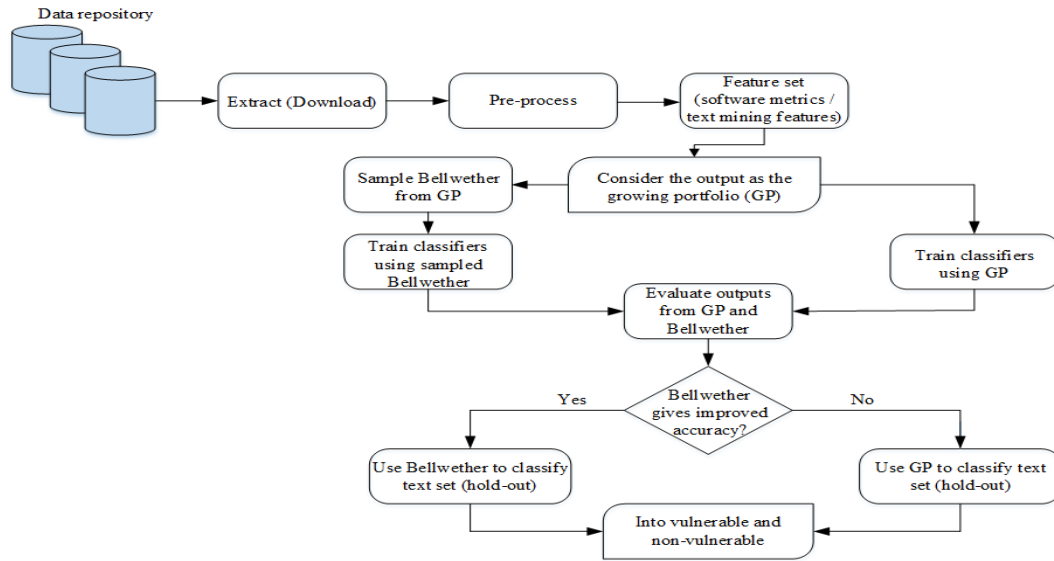 Data repository
Extract (Download)
Pre-process
Feature set
(software metrics /
text mining features)
Sample Bellwether
from GP
Consider the output as the
growing portfolio (GP)
Train classifiers
using sampled
Bellwether
Train classifiers
using GP
Evaluate outputs
from GP and
Bellwether
Yes
Bellwether
gives improved
accuracy?
No
Use Bellwether to classify
text set (hold-out)
Use GP to classify text
set (hold-out)
Into vulnerable and
non-vulnerable